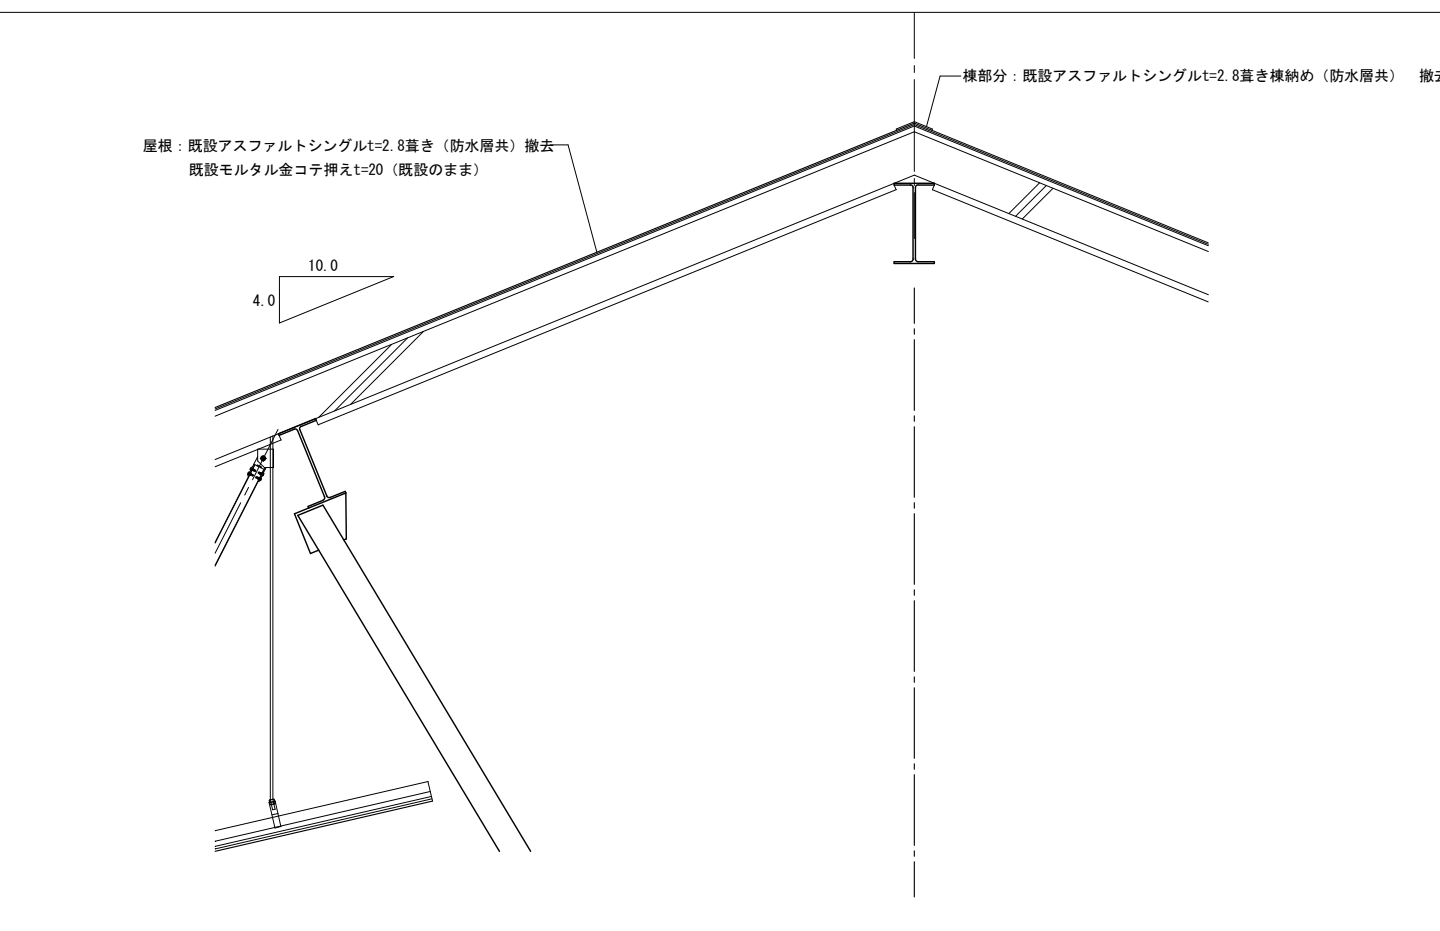 棟部分：既設アスファルトシングルt=2.8葺き棟納め（防水層共）　撤去
屋根：既設アスファルトシングルt=2.8葺き（防水層共）撤去
既設モルタル金コテ押えt=20（既設のまま）
10.0
4.0